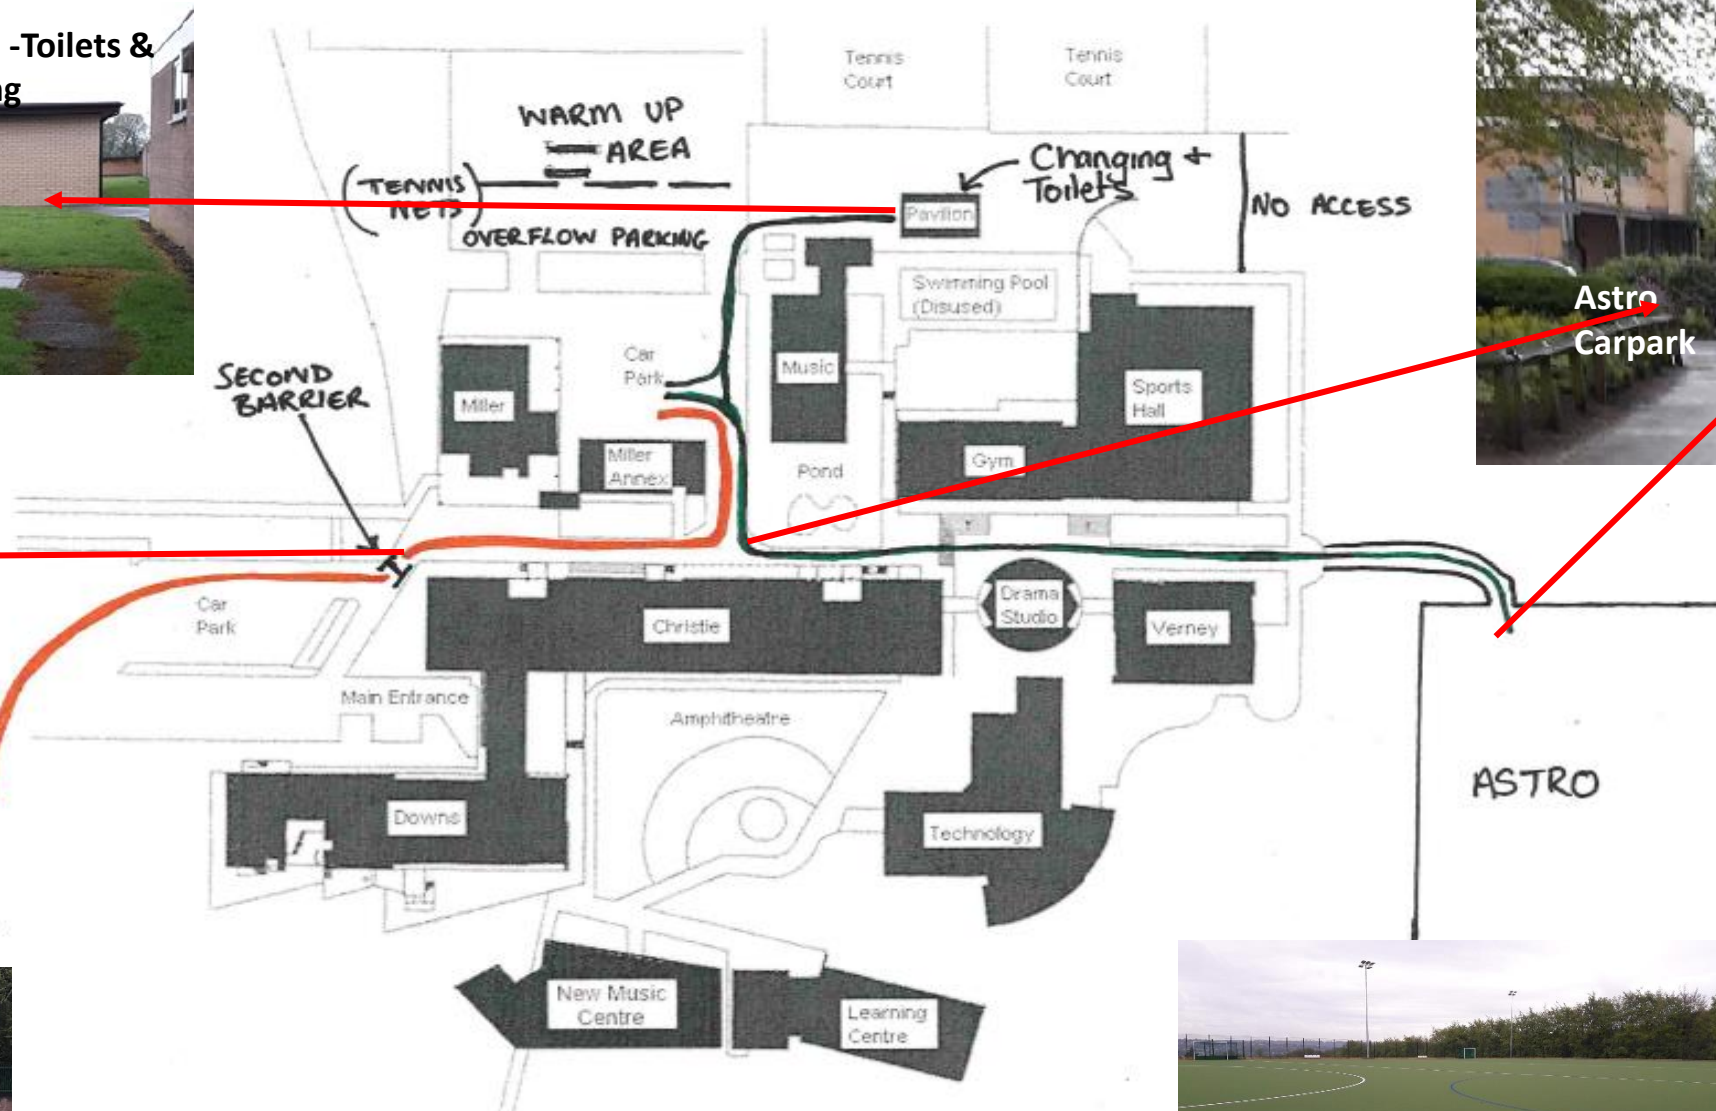 -Toilets &
Tennis
Court
Tennis
Court
WARM UP
AREA
(TENNIS
NETS)
OVERFLOW PARKING
Changing +
Toilets
Pavilion
NO ACCESS
Swimming Pool
(Disused)
Astro
Carpark
SECOND
BARRIER
Car
Park
Music
Sports
Hall
Miller
Miller
Annex
Pond
Gym
Car
Park
Christie
Drama
Studio
Verney
Main Entrance
Amphitheatre
ASTRO
Downs
Technology
New Music
Centre
Learning
Centre